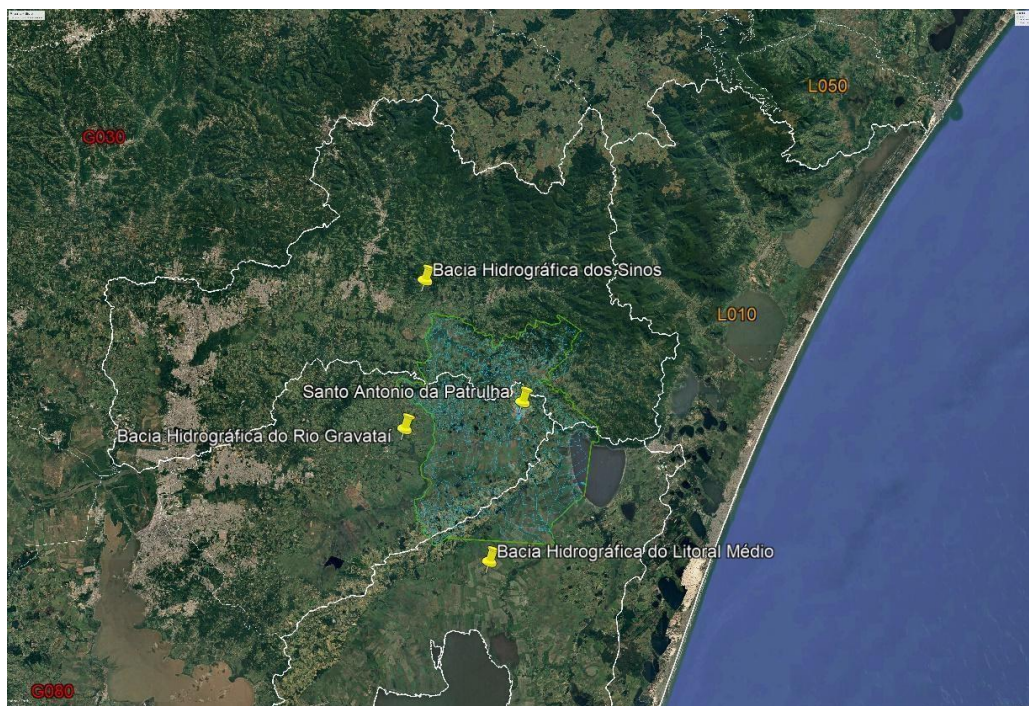 L050
G030
Bacia Hidrográfica dos Sinos
L010
Santo Antonio da Patrulha
Bacia Hidrográfica do Rio Gravataí
Bacia Hidrográfica do Litoral Médio
G080